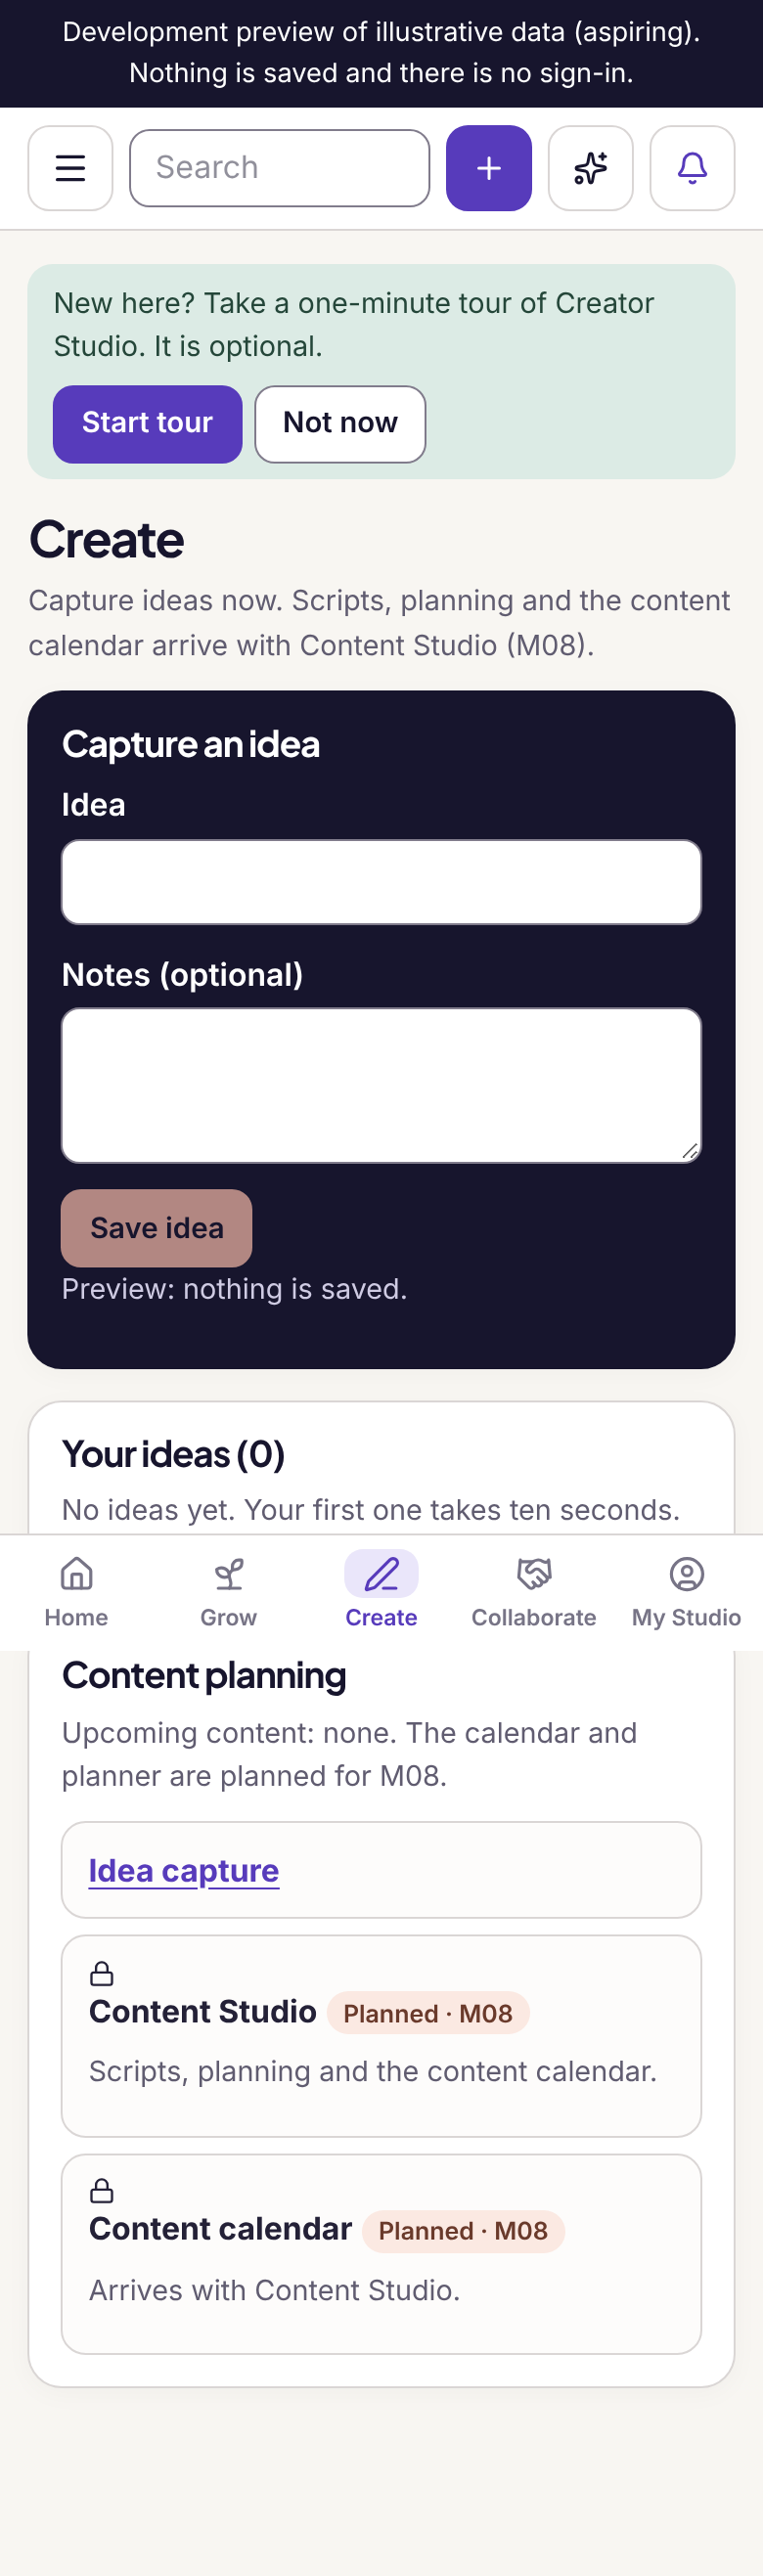 Development preview of illustrative data (aspiring).
Nothing is saved and there is no sign-in.
Search
New here? Take a one-minute tour of Creator
Studio. It is optional.
Start tour
Not now
Create
Capture ideas now. Scripts, planning and the content
calendar arrive with Content Studio (M08).
Capture an idea
Idea
Notes (optional)
Save idea
Preview: nothing is saved.
Your ideas (0)
No ideas yet. Your first one takes ten seconds.
Home
Grow
Create
Collaborate
My Studio
Content planning
Upcoming content: none. The calendar and
planner are planned for M08.
Idea capture
Content Studio
Planned · M08
Scripts, planning and the content calendar.
Content calendar
Planned · M08
Arrives with Content Studio.